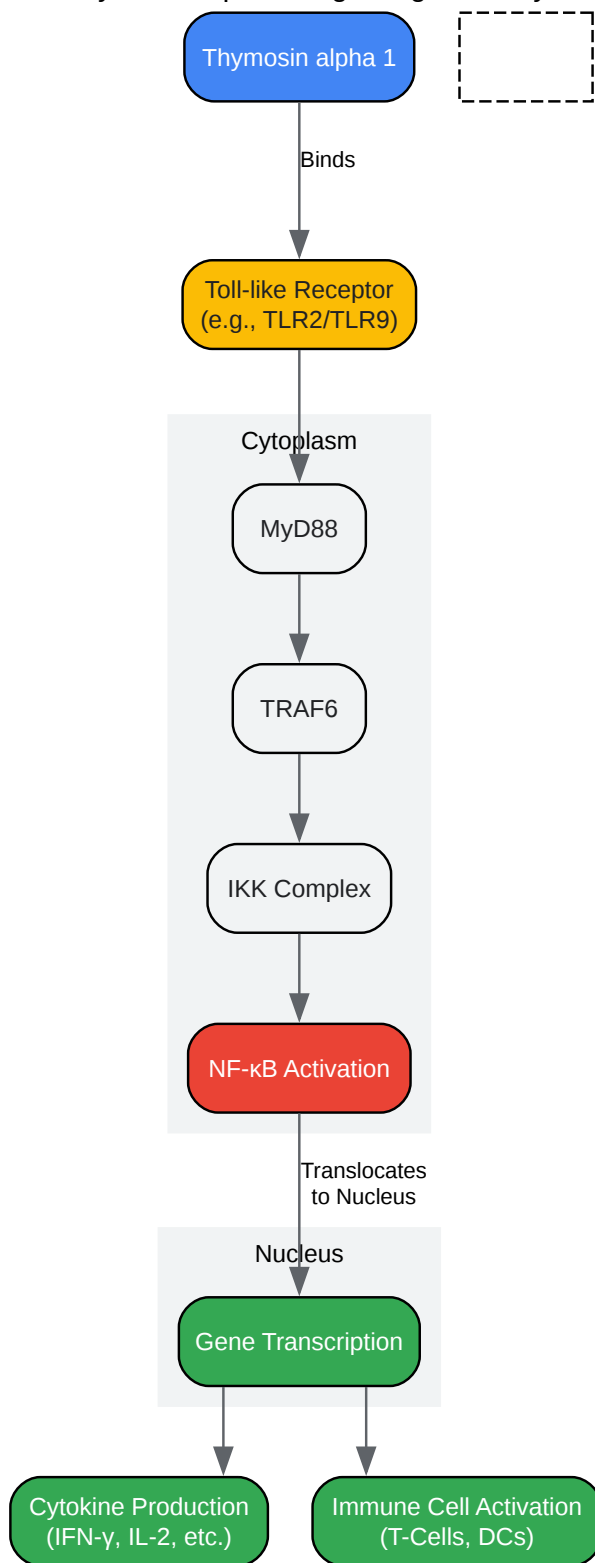 Thymosin alpha 1
Binds
Toll-like Receptor
(e.g., TLR2/TLR9)
Cytoplasm
MyD88
TRAF6
IKK Complex
NF-κB Activation
Translocates
to Nucleus
Nucleus
Gene Transcription
Cytokine Production
(IFN-γ, IL-2, etc.)
Immune Cell Activation
(T-Cells, DCs)